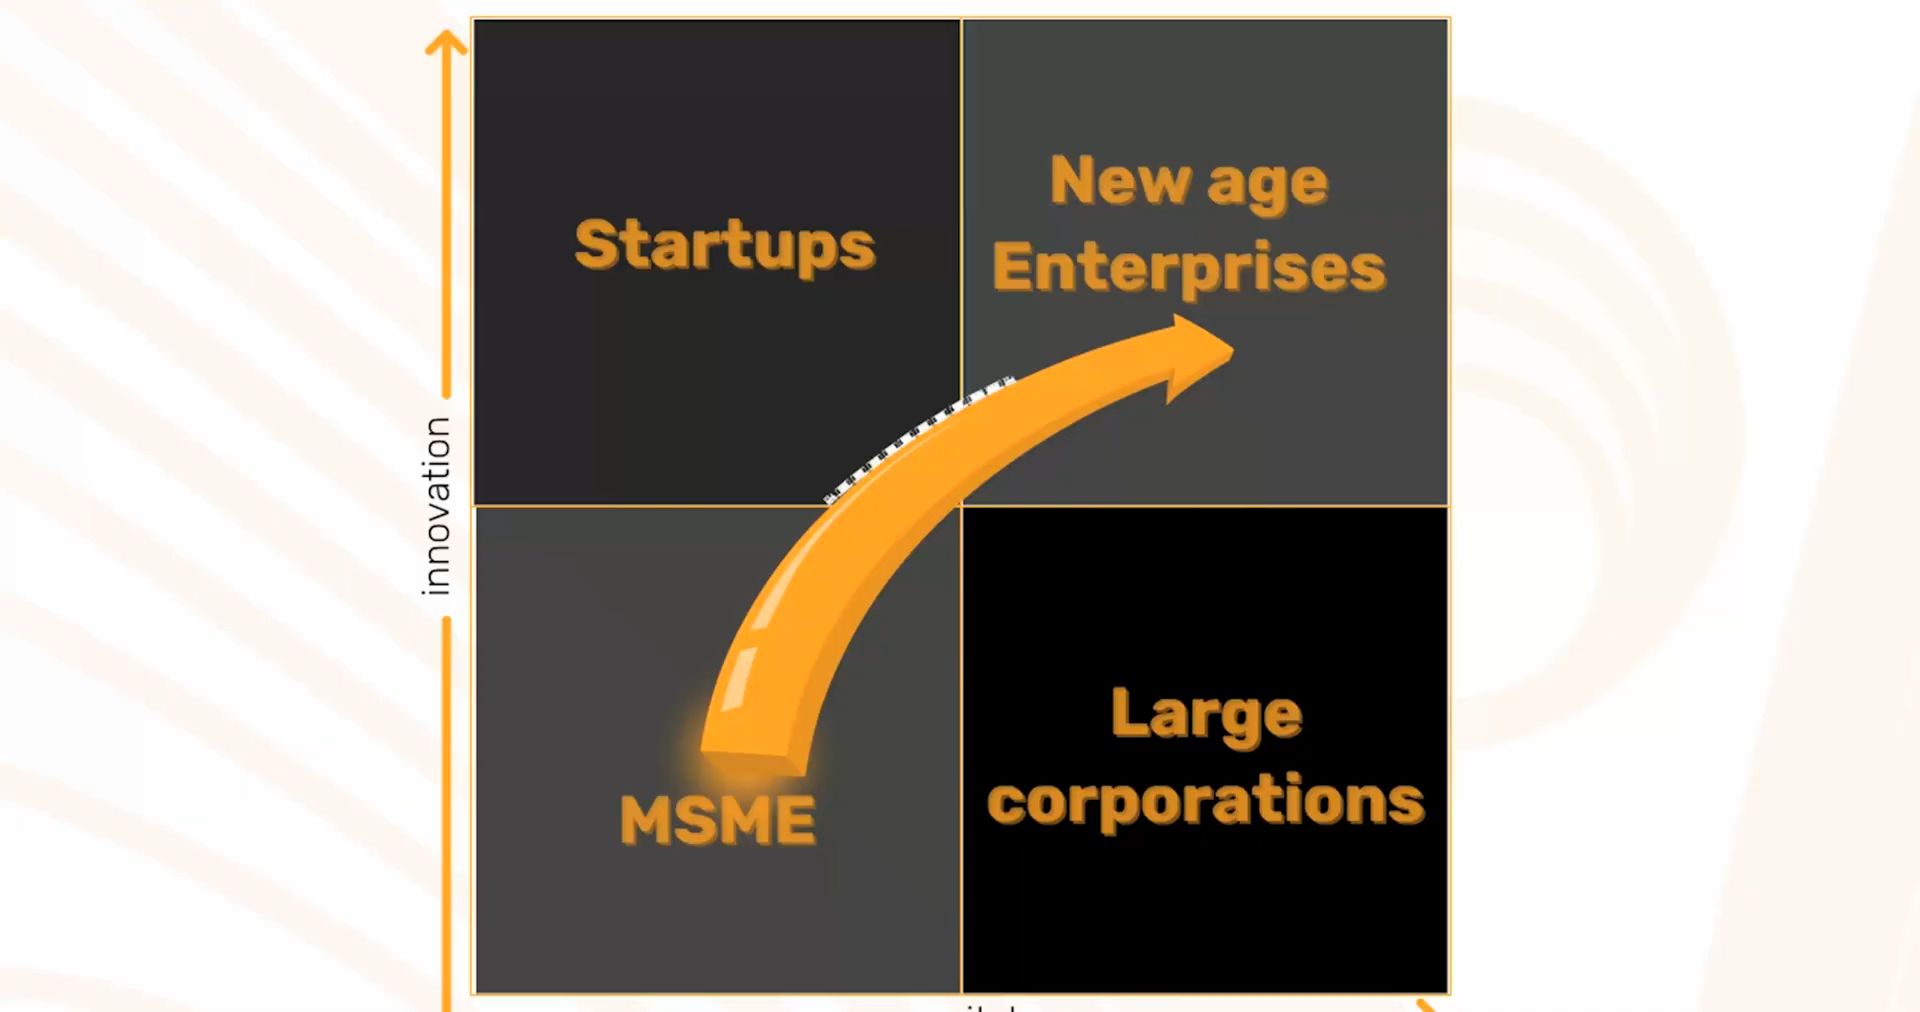 Startups
New age
Enterprises
innovation
MSME
Large
corporations